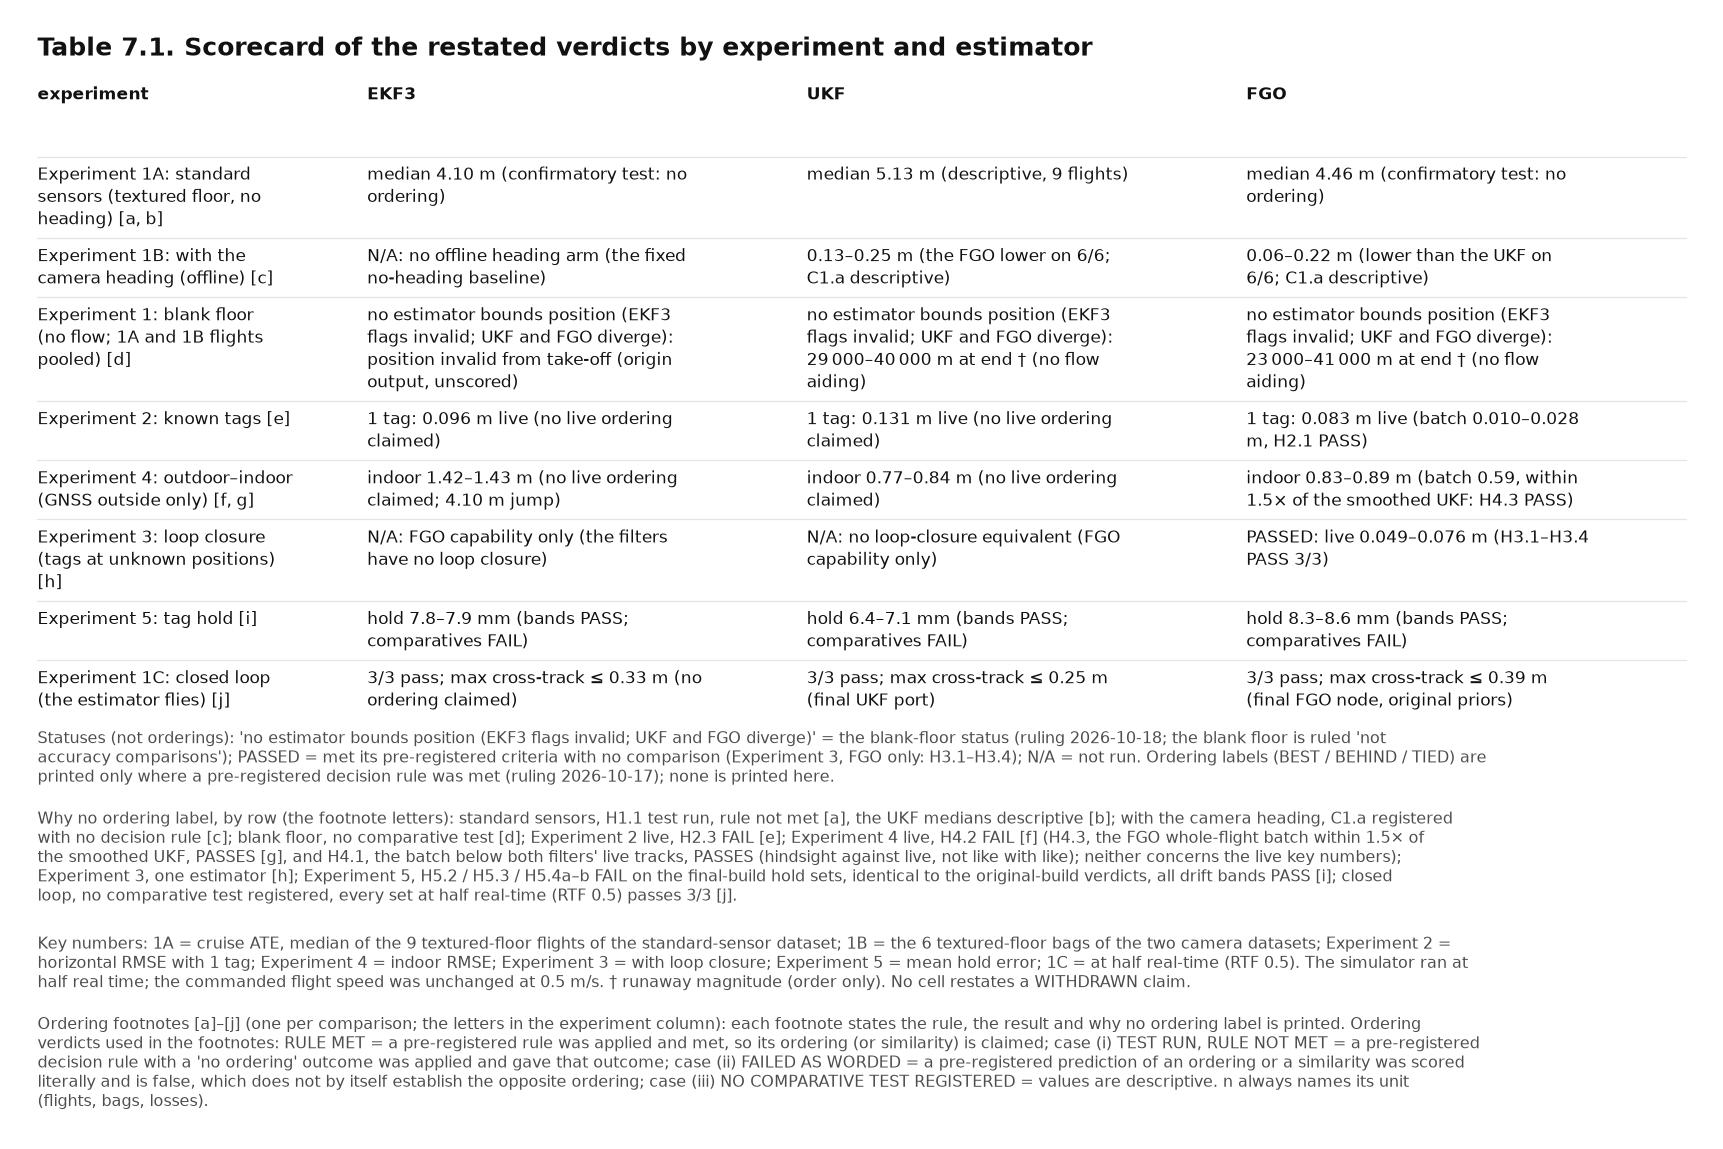 Table 7.1. Scorecard of the restated verdicts by experiment and estimator
experiment
EKF3
UKF
FGO
Experiment 1A: standard
sensors (textured floor, no
heading) [a, b]
median 4.10 m (confirmatory test: no
ordering)
median 5.13 m (descriptive, 9 flights)
median 4.46 m (confirmatory test: no
ordering)
Experiment 1B: with the
camera heading (offline) [c]
N/A: no offline heading arm (the fixed
no-heading baseline)
0.13–0.25 m (the FGO lower on 6/6;
C1.a descriptive)
0.06–0.22 m (lower than the UKF on
6/6; C1.a descriptive)
Experiment 1: blank floor
(no flow; 1A and 1B flights
pooled) [d]
no estimator bounds position (EKF3
flags invalid; UKF and FGO diverge):
position invalid from take-off (origin
output, unscored)
no estimator bounds position (EKF3
flags invalid; UKF and FGO diverge):
29 000–40 000 m at end † (no flow
aiding)
no estimator bounds position (EKF3
flags invalid; UKF and FGO diverge):
23 000–41 000 m at end † (no flow
aiding)
Experiment 2: known tags [e]
1 tag: 0.096 m live (no live ordering
claimed)
1 tag: 0.131 m live (no live ordering
claimed)
1 tag: 0.083 m live (batch 0.010–0.028
m, H2.1 PASS)
Experiment 4: outdoor–indoor
(GNSS outside only) [f, g]
indoor 1.42–1.43 m (no live ordering
claimed; 4.10 m jump)
indoor 0.77–0.84 m (no live ordering
claimed)
indoor 0.83–0.89 m (batch 0.59, within
1.5× of the smoothed UKF: H4.3 PASS)
Experiment 3: loop closure
(tags at unknown positions)
[h]
N/A: FGO capability only (the filters
have no loop closure)
N/A: no loop-closure equivalent (FGO
capability only)
PASSED: live 0.049–0.076 m (H3.1–H3.4
PASS 3/3)
Experiment 5: tag hold [i]
hold 7.8–7.9 mm (bands PASS;
comparatives FAIL)
hold 6.4–7.1 mm (bands PASS;
comparatives FAIL)
hold 8.3–8.6 mm (bands PASS;
comparatives FAIL)
Experiment 1C: closed loop
(the estimator flies) [j]
3/3 pass; max cross-track ≤ 0.33 m (no
ordering claimed)
3/3 pass; max cross-track ≤ 0.25 m
(final UKF port)
3/3 pass; max cross-track ≤ 0.39 m
(final FGO node, original priors)
Statuses (not orderings): 'no estimator bounds position (EKF3 flags invalid; UKF and FGO diverge)' = the blank-floor status (ruling 2026-10-18; the blank floor is ruled 'not
accuracy comparisons'); PASSED = met its pre-registered criteria with no comparison (Experiment 3, FGO only: H3.1–H3.4); N/A = not run. Ordering labels (BEST / BEHIND / TIED) are
printed only where a pre-registered decision rule was met (ruling 2026-10-17); none is printed here.
Why no ordering label, by row (the footnote letters): standard sensors, H1.1 test run, rule not met [a], the UKF medians descriptive [b]; with the camera heading, C1.a registered
with no decision rule [c]; blank floor, no comparative test [d]; Experiment 2 live, H2.3 FAIL [e]; Experiment 4 live, H4.2 FAIL [f] (H4.3, the FGO whole-flight batch within 1.5× of
the smoothed UKF, PASSES [g], and H4.1, the batch below both filters' live tracks, PASSES (hindsight against live, not like with like); neither concerns the live key numbers);
Experiment 3, one estimator [h]; Experiment 5, H5.2 / H5.3 / H5.4a–b FAIL on the final-build hold sets, identical to the original-build verdicts, all drift bands PASS [i]; closed
loop, no comparative test registered, every set at half real-time (RTF 0.5) passes 3/3 [j].
Key numbers: 1A = cruise ATE, median of the 9 textured-floor flights of the standard-sensor dataset; 1B = the 6 textured-floor bags of the two camera datasets; Experiment 2 =
horizontal RMSE with 1 tag; Experiment 4 = indoor RMSE; Experiment 3 = with loop closure; Experiment 5 = mean hold error; 1C = at half real-time (RTF 0.5). The simulator ran at
half real time; the commanded flight speed was unchanged at 0.5 m/s. † runaway magnitude (order only). No cell restates a WITHDRAWN claim.
Ordering footnotes [a]–[j] (one per comparison; the letters in the experiment column): each footnote states the rule, the result and why no ordering label is printed. Ordering
verdicts used in the footnotes: RULE MET = a pre-registered rule was applied and met, so its ordering (or similarity) is claimed; case (i) TEST RUN, RULE NOT MET = a pre-registered
decision rule with a 'no ordering' outcome was applied and gave that outcome; case (ii) FAILED AS WORDED = a pre-registered prediction of an ordering or a similarity was scored
literally and is false, which does not by itself establish the opposite ordering; case (iii) NO COMPARATIVE TEST REGISTERED = values are descriptive. n always names its unit
(flights, bags, losses).